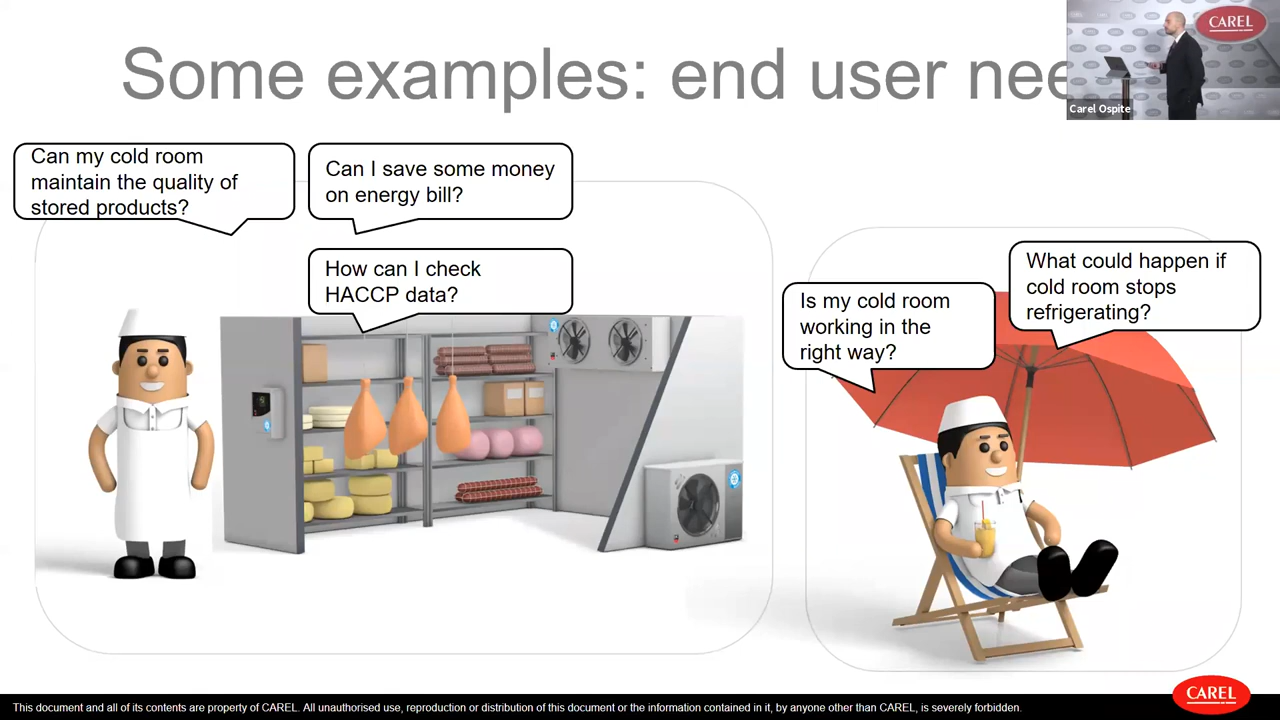 Some examples: end user nee
CAREL
Carel Ospite
Can my cold room
maintain the quality of
stored products?
Can I save some money
on energy bill?
How can I check
HACCP data?
Is my cold room
working in the
right way?
What could happen if
cold room stops
refrigerating?
CAREL
This document and all of its contents are property of CAREL. All unauthorised use, reproduction or distribution of this document or the information contained in it, by anyone other than CAREL, is severely forbidden.